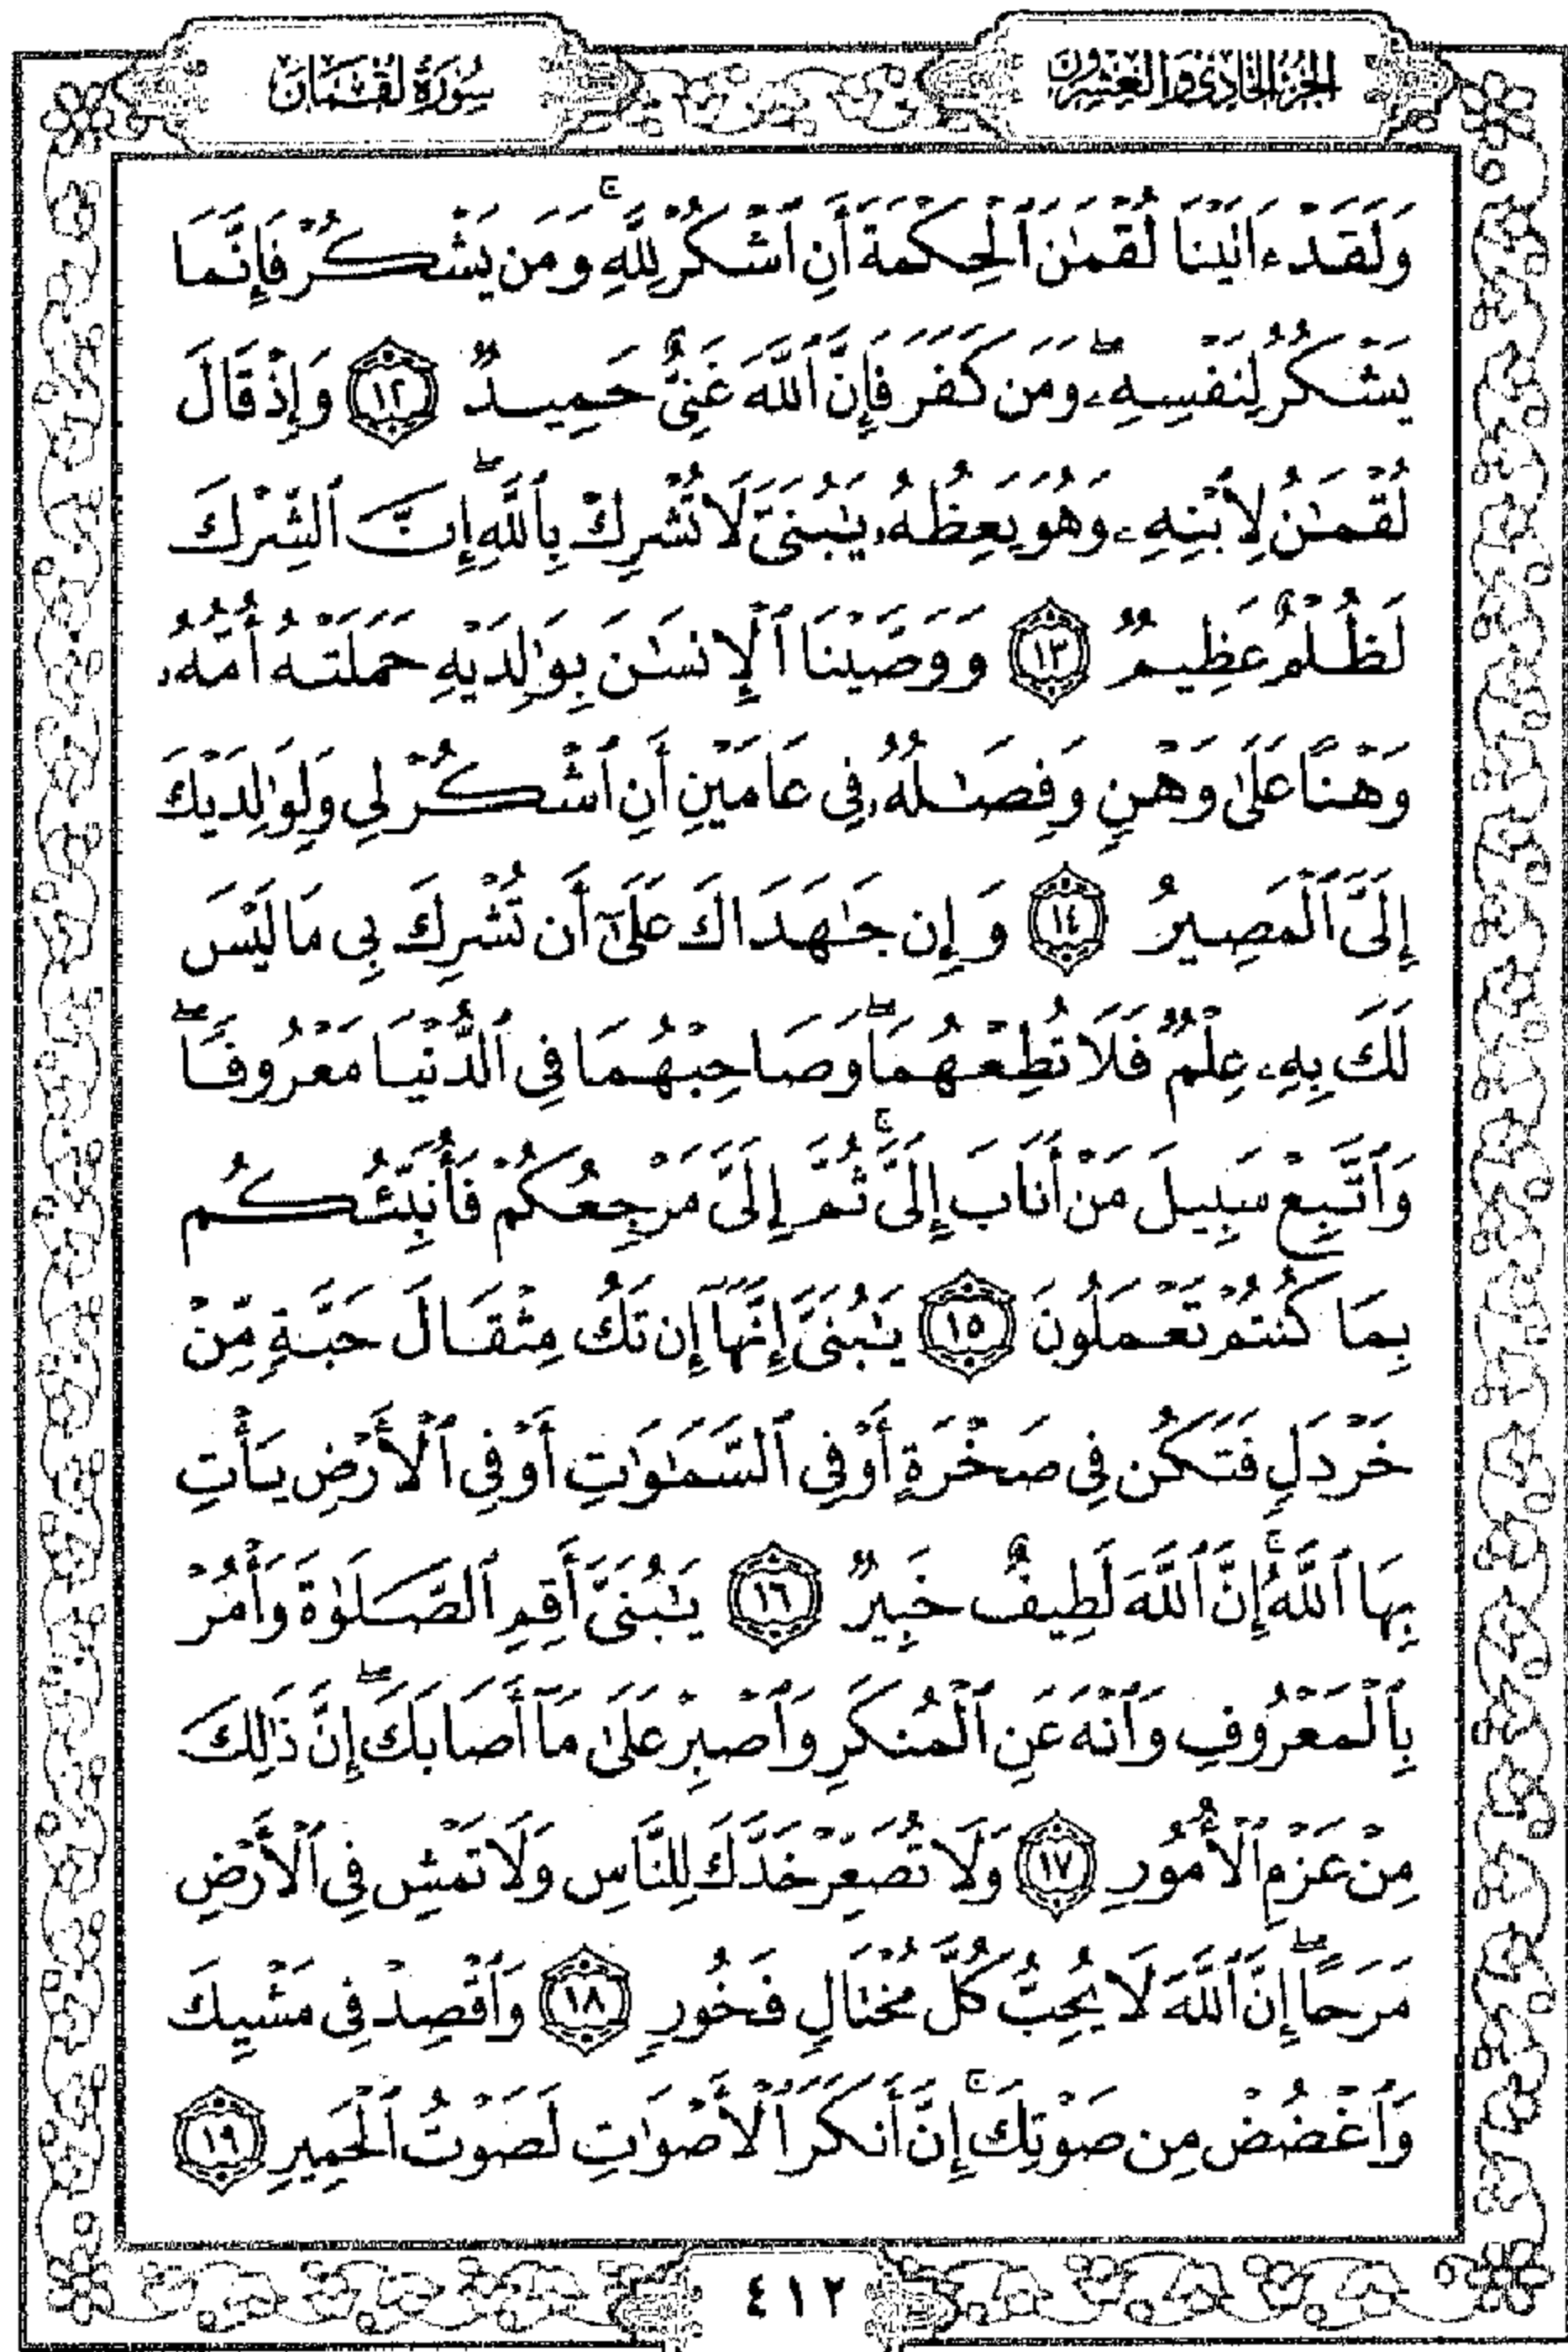 الجزء الحادي والعشرون
سورة لقمان
وَلَقَدْ ءَاتَيْنَا لُقْمَٰنَ ٱلْحِكْمَةَ أَنِ ٱشْكُرْ لِلَّهِ ۚ وَمَن يَشْكُرْ فَإِنَّمَا
يَشْكُرُ لِنَفْسِهِۦ ۖ وَمَن كَفَرَ فَإِنَّ ٱللَّهَ غَنِىٌّ حَمِيدٌ ١٢ وَإِذْ قَالَ
لُقْمَٰنُ لِٱبْنِهِۦ وَهُوَ يَعِظُهُۥ يَٰبُنَىَّ لَا تُشْرِكْ بِٱللَّهِ ۖ إِنَّ ٱلشِّرْكَ
لَظُلْمٌ عَظِيمٌ ١٣ وَوَصَّيْنَا ٱلْإِنسَٰنَ بِوَٰلِدَيْهِ حَمَلَتْهُ أُمُّهُۥ
وَهْنًا عَلَىٰ وَهْنٍ وَفِصَٰلُهُۥ فِى عَامَيْنِ أَنِ ٱشْكُرْ لِى وَلِوَٰلِدَيْكَ
إِلَىَّ ٱلْمَصِيرُ ١٤ وَإِن جَٰهَدَاكَ عَلَىٰٓ أَن تُشْرِكَ بِى مَا لَيْسَ
لَكَ بِهِۦ عِلْمٌ فَلَا تُطِعْهُمَا ۖ وَصَاحِبْهُمَا فِى ٱلدُّنْيَا مَعْرُوفًا ۖ
وَٱتَّبِعْ سَبِيلَ مَنْ أَنَابَ إِلَىَّ ۚ ثُمَّ إِلَىَّ مَرْجِعُكُمْ فَأُنَبِّئُكُم
بِمَا كُنتُمْ تَعْمَلُونَ ١٥ يَٰبُنَىَّ إِنَّهَآ إِن تَكُ مِثْقَالَ حَبَّةٍ مِّنْ
خَرْدَلٍ فَتَكُن فِى صَخْرَةٍ أَوْ فِى ٱلسَّمَٰوَٰتِ أَوْ فِى ٱلْأَرْضِ يَأْتِ
بِهَا ٱللَّهُ ۚ إِنَّ ٱللَّهَ لَطِيفٌ خَبِيرٌ ١٦ يَٰبُنَىَّ أَقِمِ ٱلصَّلَوٰةَ وَأْمُرْ
بِٱلْمَعْرُوفِ وَٱنْهَ عَنِ ٱلْمُنكَرِ وَٱصْبِرْ عَلَىٰ مَآ أَصَابَكَ ۖ إِنَّ ذَٰلِكَ
مِنْ عَزْمِ ٱلْأُمُورِ ١٧ وَلَا تُصَعِّرْ خَدَّكَ لِلنَّاسِ وَلَا تَمْشِ فِى ٱلْأَرْضِ
مَرَحًا ۖ إِنَّ ٱللَّهَ لَا يُحِبُّ كُلَّ مُخْتَالٍ فَخُورٍ ١٨ وَٱقْصِدْ فِى مَشْيِكَ
وَٱغْضُضْ مِن صَوْتِكَ ۚ إِنَّ أَنكَرَ ٱلْأَصْوَٰتِ لَصَوْتُ ٱلْحَمِيرِ ١٩
٤١٢